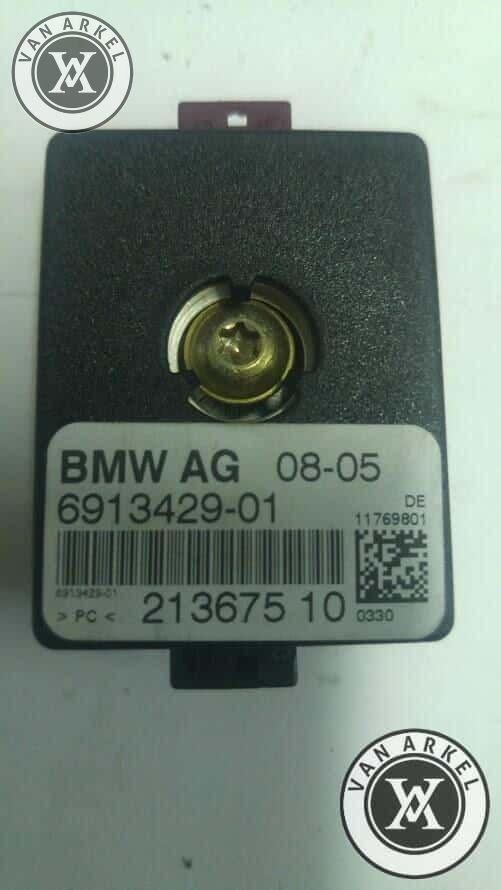 VAN ARKEL
BMW AG 08-05
6913429-01
DE
11769801
6913429-01
> PC < 213675 10
0330
VAN ARKEL